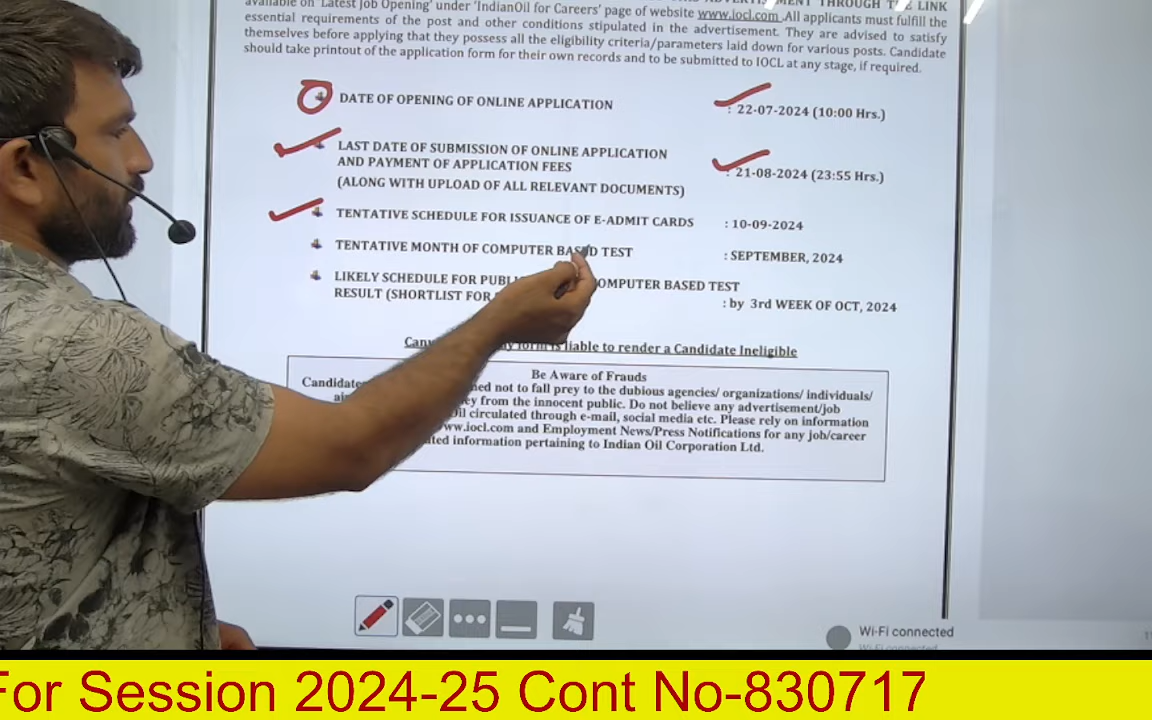 available on 'Latest Job Opening' under 'IndianOil for Careers' page of website www.iocl.com .All applicants must fulfill the
essential requirements of the post and other conditions stipulated in the advertisement. They are advised to satisfy
themselves before applying that they possess all the eligibility criteria/parameters laid down for various posts. Candidate
should take printout of the application form for their own records and to be submitted to IOCL at any stage, if required.
DATE OF OPENING OF ONLINE APPLICATION : 22-07-2024 (10:00 Hrs.)
LAST DATE OF SUBMISSION OF ONLINE APPLICATION
AND PAYMENT OF APPLICATION FEES : 21-08-2024 (23:55 Hrs.)
(ALONG WITH UPLOAD OF ALL RELEVANT DOCUMENTS)
TENTATIVE SCHEDULE FOR ISSUANCE OF E-ADMIT CARDS : 10-09-2024
TENTATIVE MONTH OF COMPUTER BASED TEST : SEPTEMBER, 2024
LIKELY SCHEDULE FOR COMPUTER BASED TEST
RESULT (SHORTLIST FOR : by 3rd WEEK OF OCT, 2024
liable to render a Candidate Ineligible
Be Aware of Frauds
not to fall prey to the dubious agencies/ organizations/ individuals/
from the innocent public. Do not believe any advertisement/job
circulated through e-mail, social media etc. Please rely on information
www.iocl.com and Employment News/Press Notifications for any job/career
information pertaining to Indian Oil Corporation Ltd.
Wi-Fi connected
For Session 2024-25 Cont No-830717